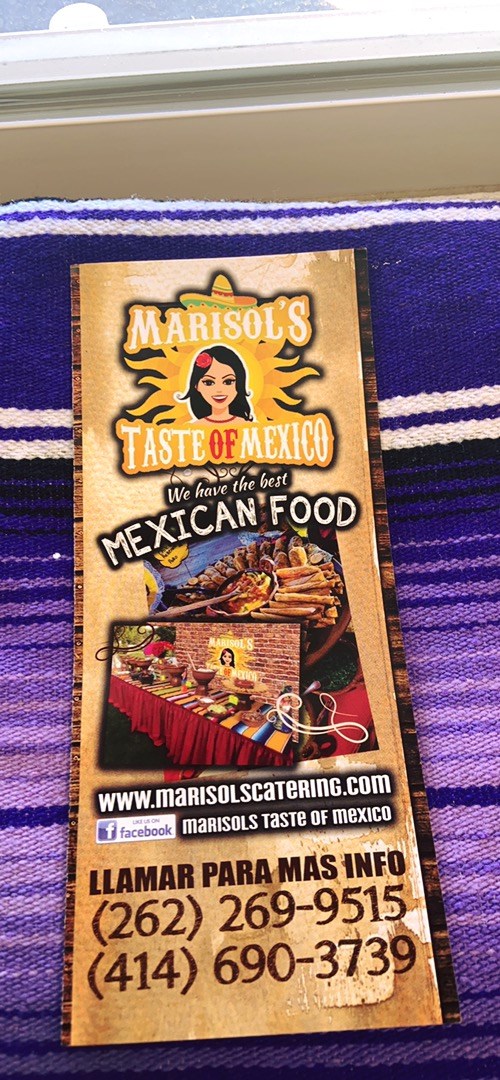 MARISOL'S
TASTE OF MEXICO
We have the best
MEXICAN FOOD
MARISOL'S
www.marisolscatering.com
LIKE US ON
facebook
marisols taste of mexico
LLAMAR PARA MAS INFO
(262) 269-9515
(414) 690-3739